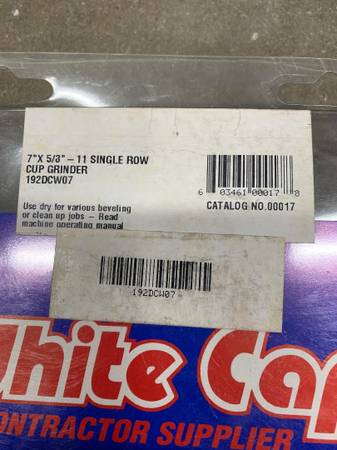 7"X 5/8" – 11 SINGLE ROW
CUP GRINDER
192DCW07
Use dry for various beveling
or clean up jobs – Read
machine operating manual
6 03461 00017 8
CATALOG NO.00017
192DCW07
White Cap
CONTRACTOR SUPPLIER